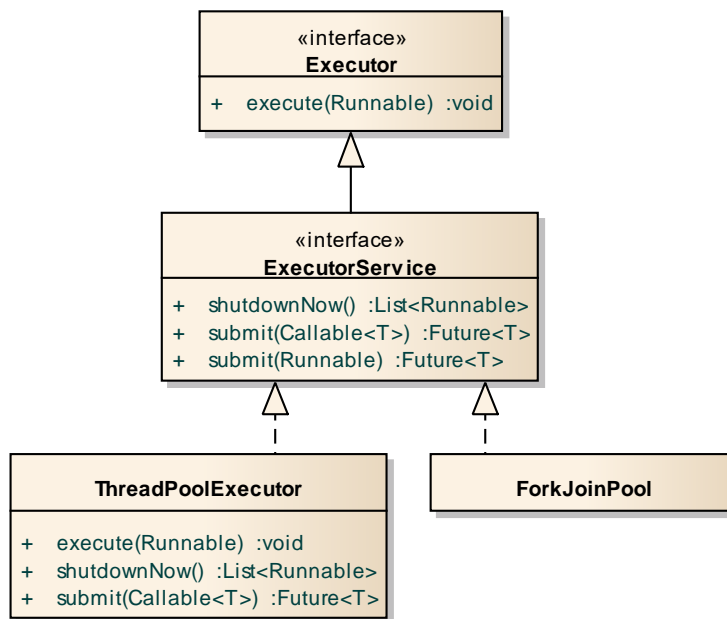 «interface»
Executor
+ execute(Runnable) :void
«interface»
ExecutorService
+ shutdownNow() :List<Runnable>
+ submit(Callable<T>) :Future<T>
+ submit(Runnable) :Future<T>
ThreadPoolExecutor
+ execute(Runnable) :void
+ shutdownNow() :List<Runnable>
+ submit(Callable<T>) :Future<T>
ForkJoinPool